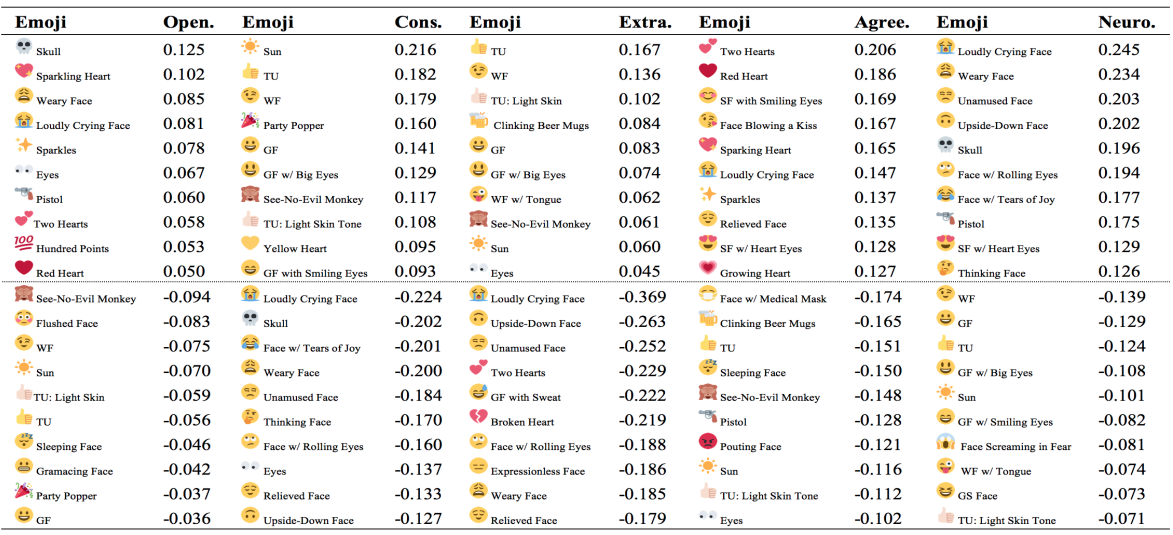 Emoji Open. Emoji Cons. Emoji Extra. Emoji Agree. Emoji Neuro.
Skull 0.125 Sun 0.216 TU 0.167 Two Hearts 0.206 Loudly Crying Face 0.245
Sparkling Heart 0.102 TU 0.182 WF 0.136 Red Heart 0.186 Weary Face 0.234
Weary Face 0.085 WF 0.179 TU: Light Skin 0.102 SF with Smiling Eyes 0.169 Unamused Face 0.203
Loudly Crying Face 0.081 Party Popper 0.160 Clinking Beer Mugs 0.084 Face Blowing a Kiss 0.167 Upside-Down Face 0.202
Sparkles 0.078 GF 0.141 GF 0.083 Sparking Heart 0.165 Skull 0.196
Eyes 0.067 GF w/ Big Eyes 0.129 GF w/ Big Eyes 0.074 Loudly Crying Face 0.147 Face w/ Rolling Eyes 0.194
Pistol 0.060 See-No-Evil Monkey 0.117 WF w/ Tongue 0.062 Sparkles 0.137 Face w/ Tears of Joy 0.177
Two Hearts 0.058 TU: Light Skin Tone 0.108 See-No-Evil Monkey 0.061 Relieved Face 0.135 Pistol 0.175
100 Hundred Points 0.053 Yellow Heart 0.095 Sun 0.060 SF w/ Heart Eyes 0.128 SF w/ Heart Eyes 0.129
Red Heart 0.050 GF with Smiling Eyes 0.093 Eyes 0.045 Growing Heart 0.127 Thinking Face 0.126
See-No-Evil Monkey -0.094 Loudly Crying Face -0.224 Loudly Crying Face -0.369 Face w/ Medical Mask -0.174 WF -0.139
Flushed Face -0.083 Skull -0.202 Upside-Down Face -0.263 Clinking Beer Mugs -0.165 GF -0.129
WF -0.075 Face w/ Tears of Joy -0.201 Unamused Face -0.252 TU -0.151 TU -0.124
Sun -0.070 Weary Face -0.200 Two Hearts -0.229 Sleeping Face -0.150 GF w/ Big Eyes -0.108
TU: Light Skin -0.059 Unamused Face -0.184 GF with Sweat -0.222 See-No-Evil Monkey -0.148 Sun -0.101
TU -0.056 Thinking Face -0.170 Broken Heart -0.219 Pistol -0.128 GF w/ Smiling Eyes -0.082
Sleeping Face -0.046 Face w/ Rolling Eyes -0.160 Face w/ Rolling Eyes -0.188 Pouting Face -0.121 Face Screaming in Fear -0.081
Gramacing Face -0.042 Eyes -0.137 Expressionless Face -0.186 Sun -0.116 WF w/ Tongue -0.074
Party Popper -0.037 Relieved Face -0.133 Weary Face -0.185 TU: Light Skin Tone -0.112 GS Face -0.073
GF -0.036 Upside-Down Face -0.127 Relieved Face -0.179 Eyes -0.102 TU: Light Skin Tone -0.071